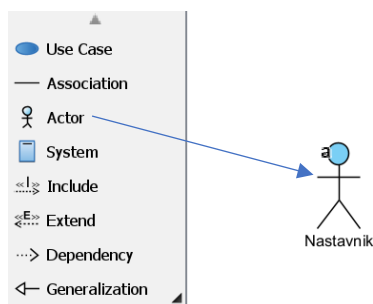 Use Case
Association
Actor
System
<<I>> Include
<<E>> Extend
Dependency
Generalization
a
Nastavnik